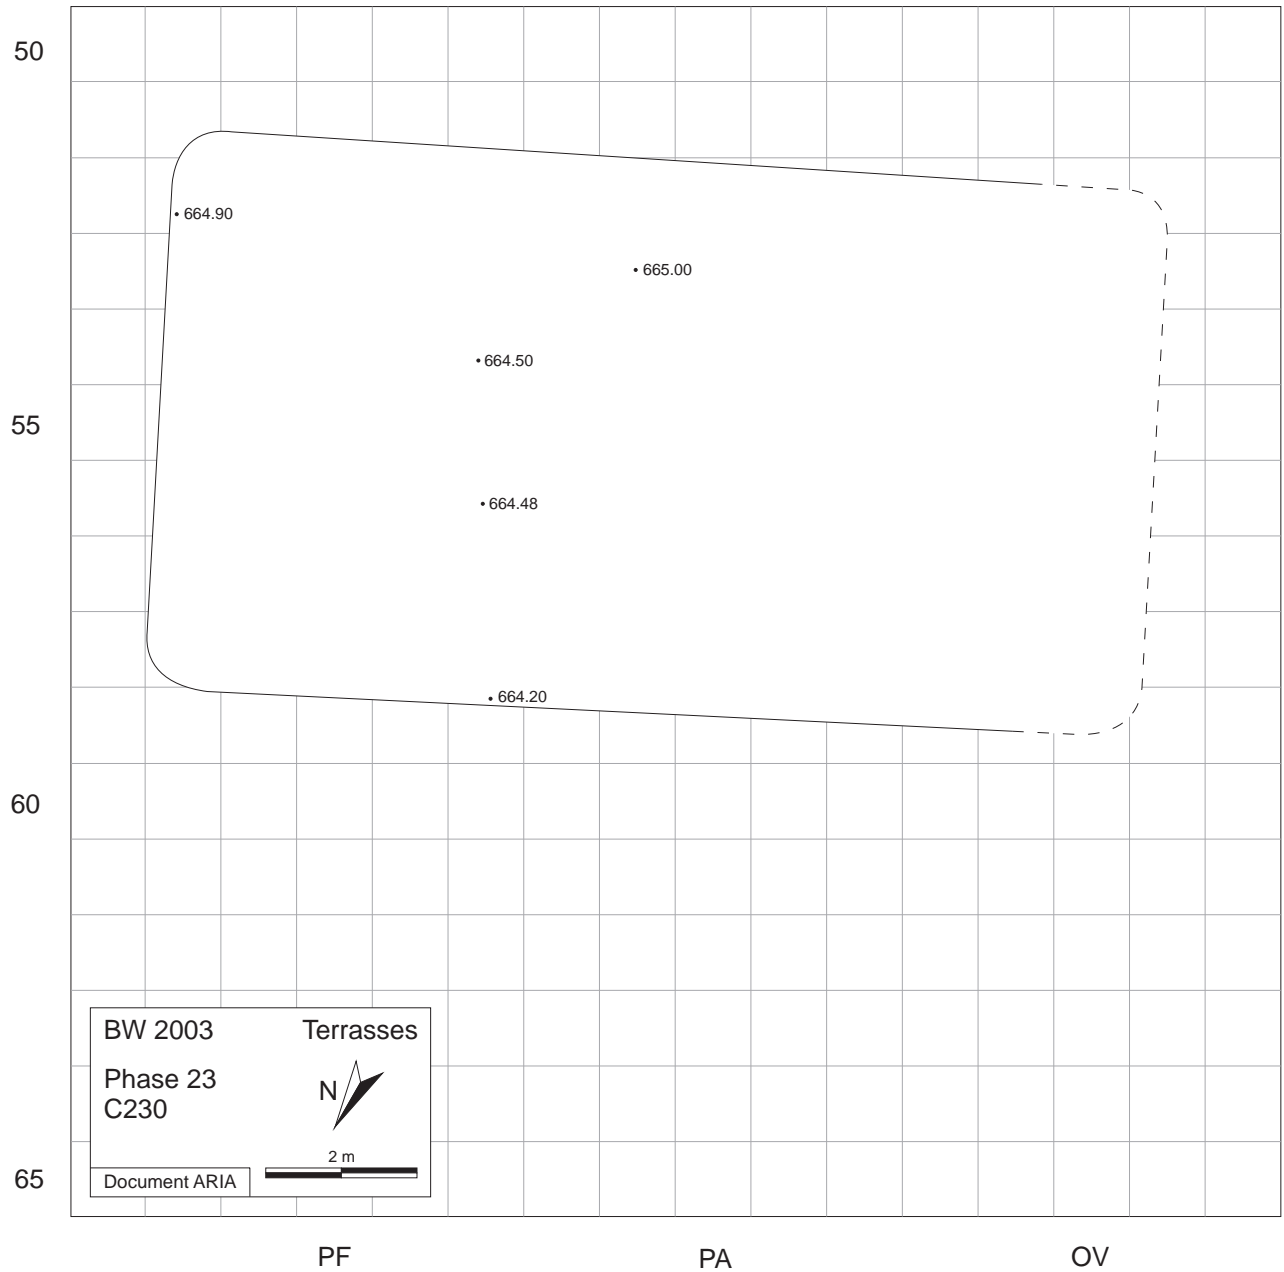 50
664.90
665.00
664.50
55
664.48
664.20
60
BW 2003 Terrasses
Phase 23
C230
N
2 m
Document ARIA
65
PF PA OV